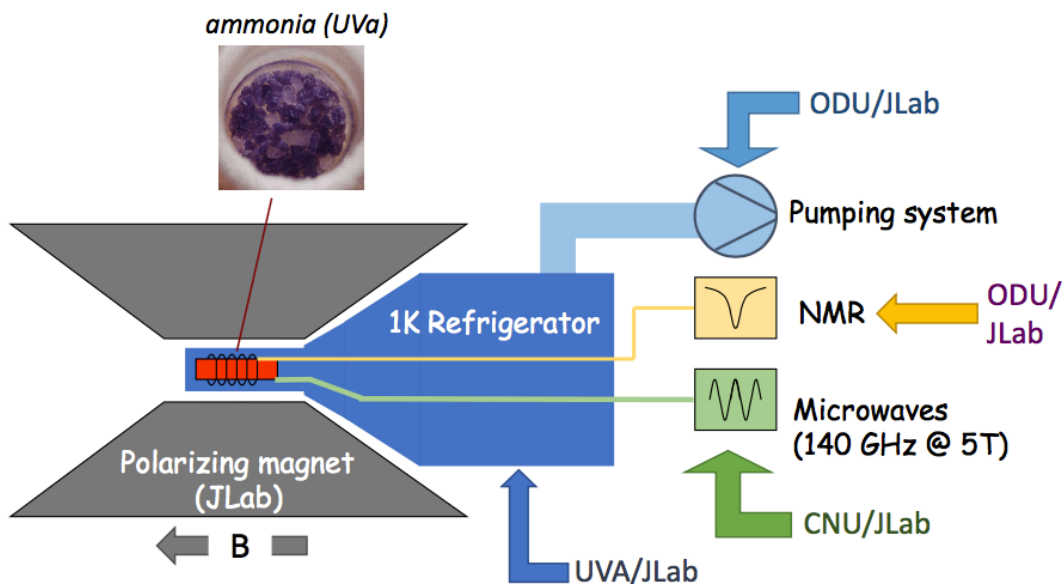 ammonia (UVa)
ODU/JLab
Pumping system
1K Refrigerator
NMR
ODU/
JLab
Microwaves
(140 GHz @ 5T)
Polarizing magnet
(JLab)
B
CNU/JLab
UVA/JLab